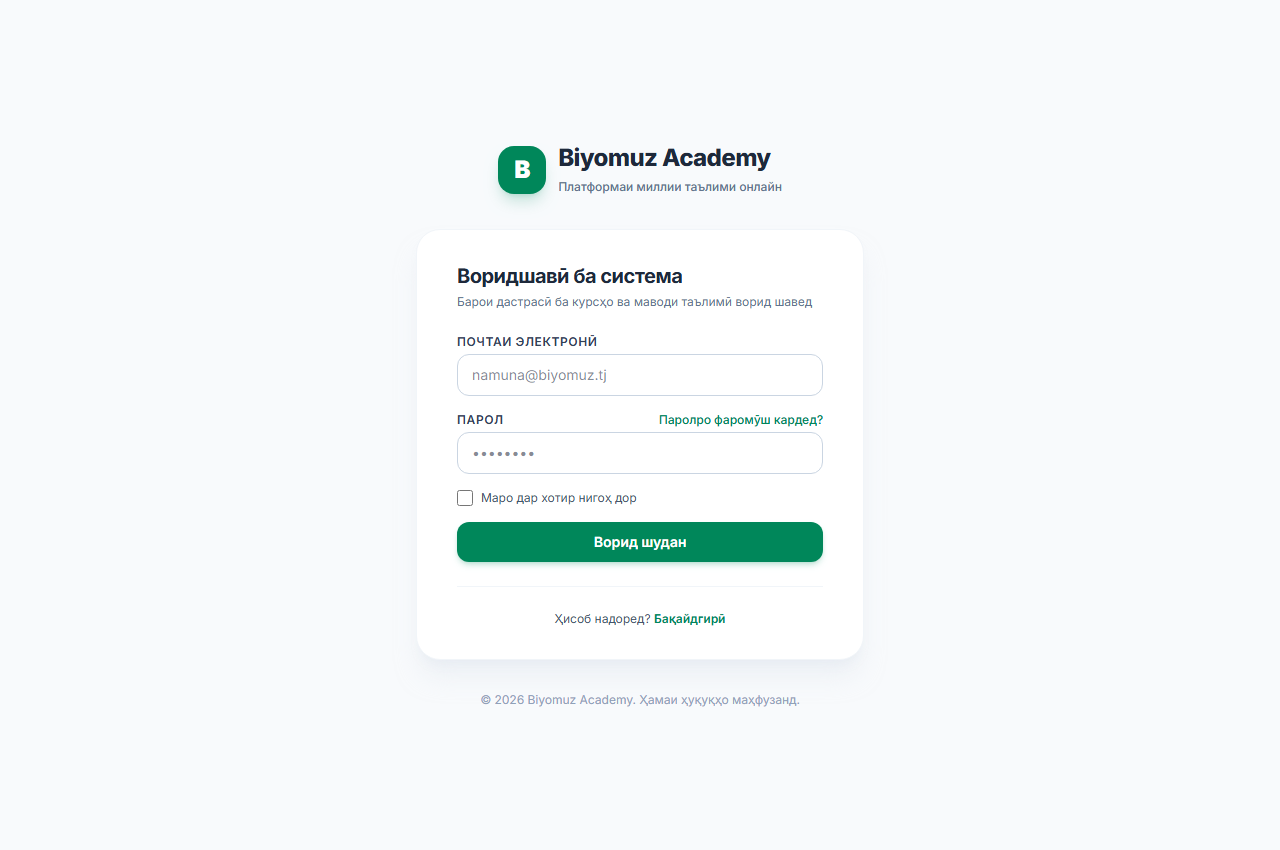 B
Biyomuz Academy
Платформаи миллии таълими онлайн
Воридшавӣ ба система
Барои дастрасӣ ба курсҳо ва маводи таълимӣ ворид шавед
ПОЧТАИ ЭЛЕКТРОНӢ
namuna@biyomuz.tj
ПАРОЛ Паролро фаромӯш кардед?
••••••••
Маро дар хотир нигоҳ дор
Ворид шудан
Ҳисоб надоред? Бақайдгирӣ
© 2026 Biyomuz Academy. Ҳамаи ҳуқуқҳо маҳфузанд.